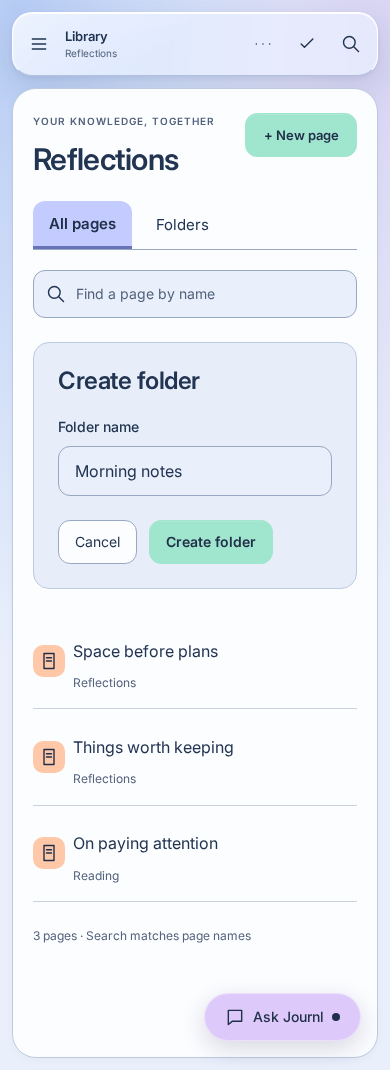 Library
Reflections
...
YOUR KNOWLEDGE, TOGETHER
+ New page
Reflections
All pages
Folders
Find a page by name
Create folder
Folder name
Morning notes
Cancel
Create folder
Space before plans
Reflections
Things worth keeping
Reflections
On paying attention
Reading
3 pages · Search matches page names
Ask Journl